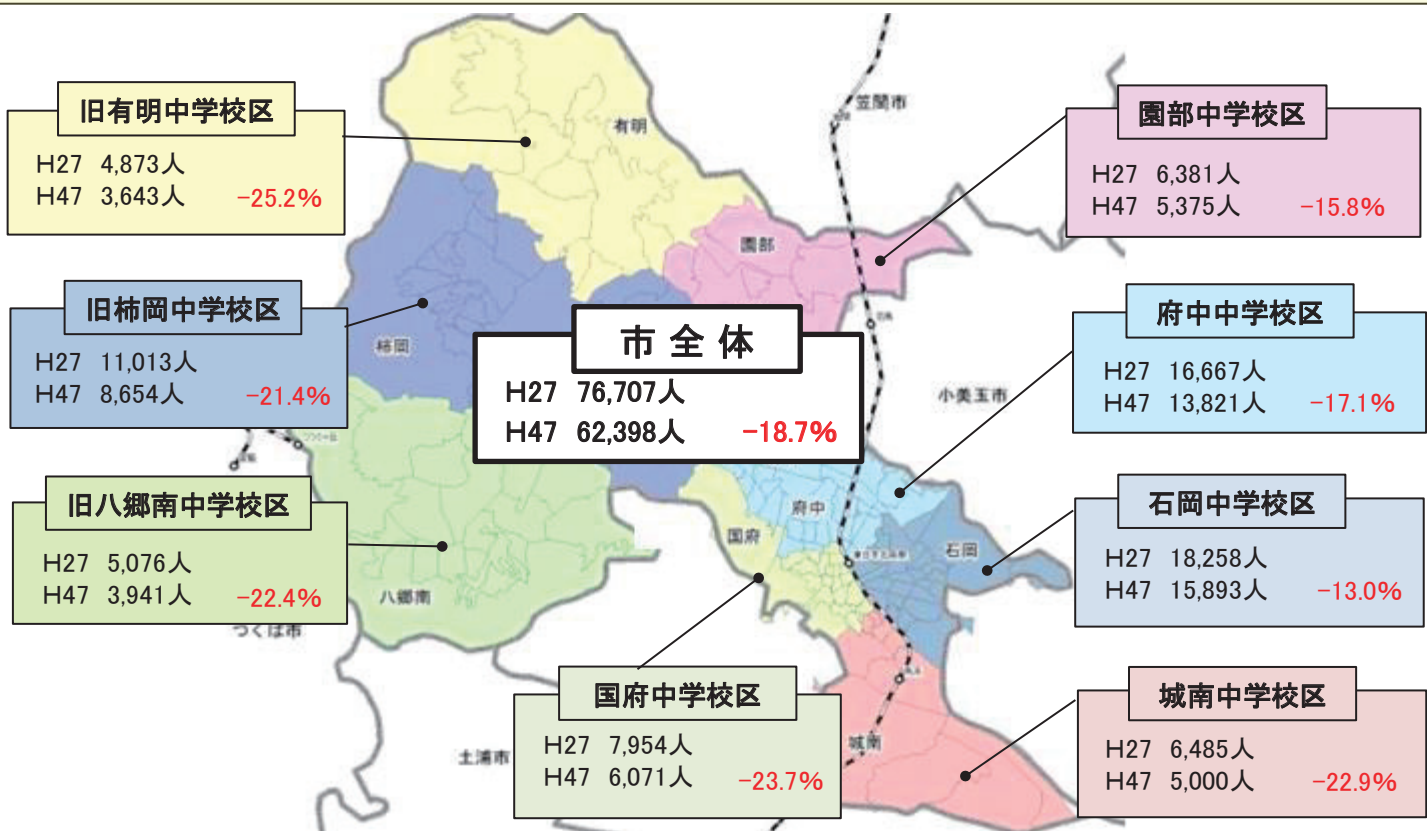 旧有明中学校区
H27 4,873人
H47 3,643人 -25.2%
園部中学校区
H27 6,381人
H47 5,375人 -15.8%
旧柿岡中学校区
H27 11,013人
H47 8,654人 -21.4%
市全体
H27 76,707人
H47 62,398人 -18.7%
府中中学校区
H27 16,667人
H47 13,821人 -17.1%
旧八郷南中学校区
H27 5,076人
H47 3,941人 -22.4%
石岡中学校区
H27 18,258人
H47 15,893人 -13.0%
国府中学校区
H27 7,954人
H47 6,071人 -23.7%
城南中学校区
H27 6,485人
H47 5,000人 -22.9%
笠間市
有明
園部
柿岡
小美玉市
府中
国府
石岡
八郷南
つくば市
土浦市
城南